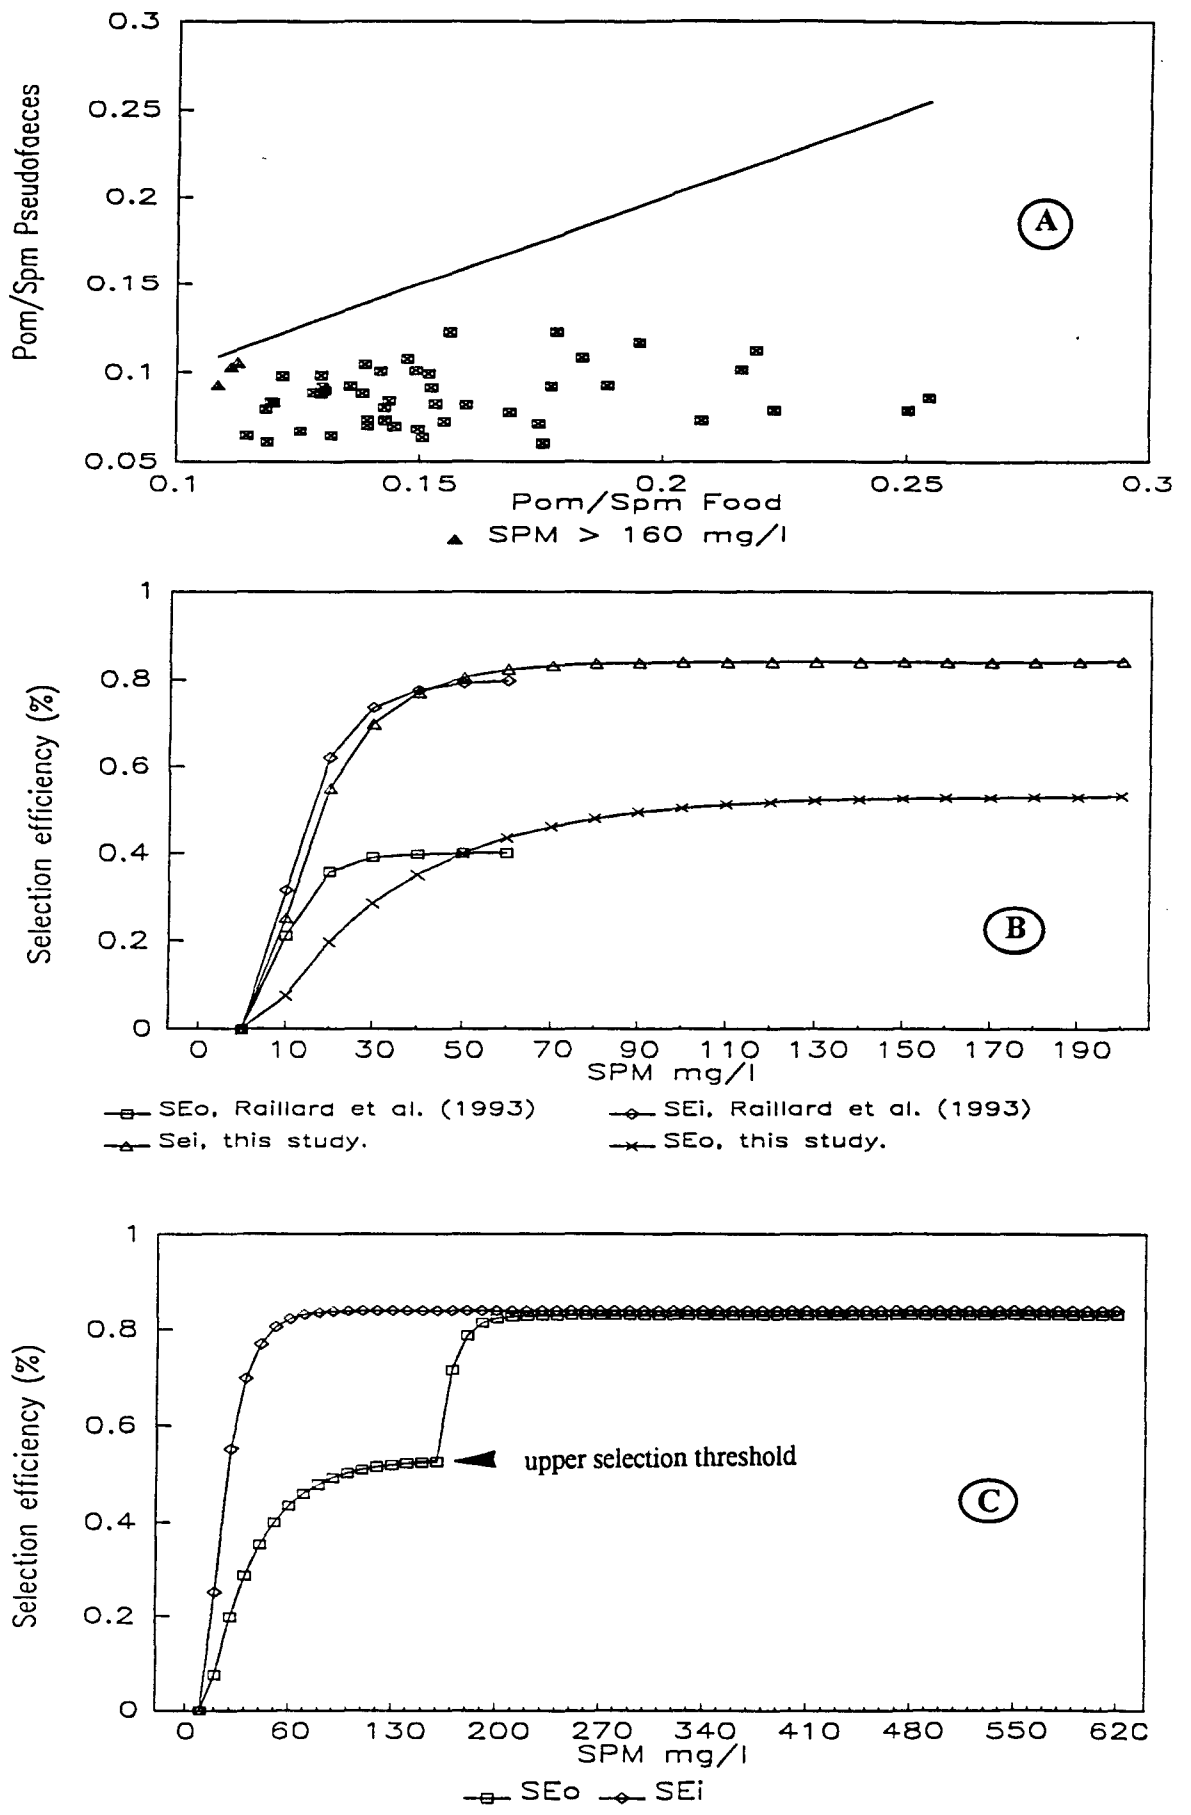 0.3
0.25
0.2
0.15
0.1
0.05
Pom/Spm Pseudofaeces
A
0.1 0.15 0.2 0.25 0.3
Pom/Spm Food
SPM > 160 mg/l
1
0.8
0.6
0.4
0.2
0
Selection efficiency (%)
B
0 10 30 50 70 90 110 130 150 170 190
SPM mg/l
SEo, Raillard et al. (1993) SEi, Raillard et al. (1993)
Sei, this study. SEo, this study.
1
0.8
0.6
0.4
0.2
0
Selection efficiency (%)
upper selection threshold
C
0 60 130 200 270 340 410 480 550 620
SPM mg/l
SEo SEi